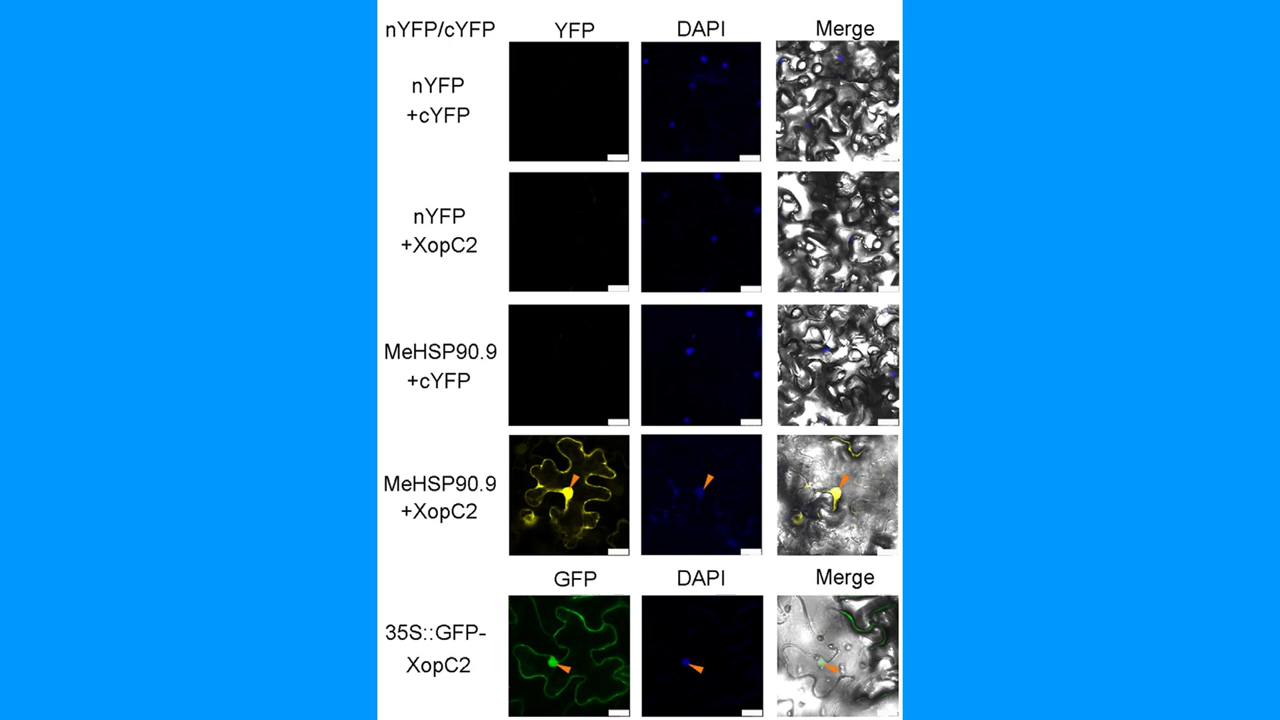 nYFP/cYFP YFP DAPI Merge
nYFP
+cYFP
nYFP
+XopC2
MeHSP90.9
+cYFP
MeHSP90.9
+XopC2
GFP DAPI Merge
35S::GFP-
XopC2